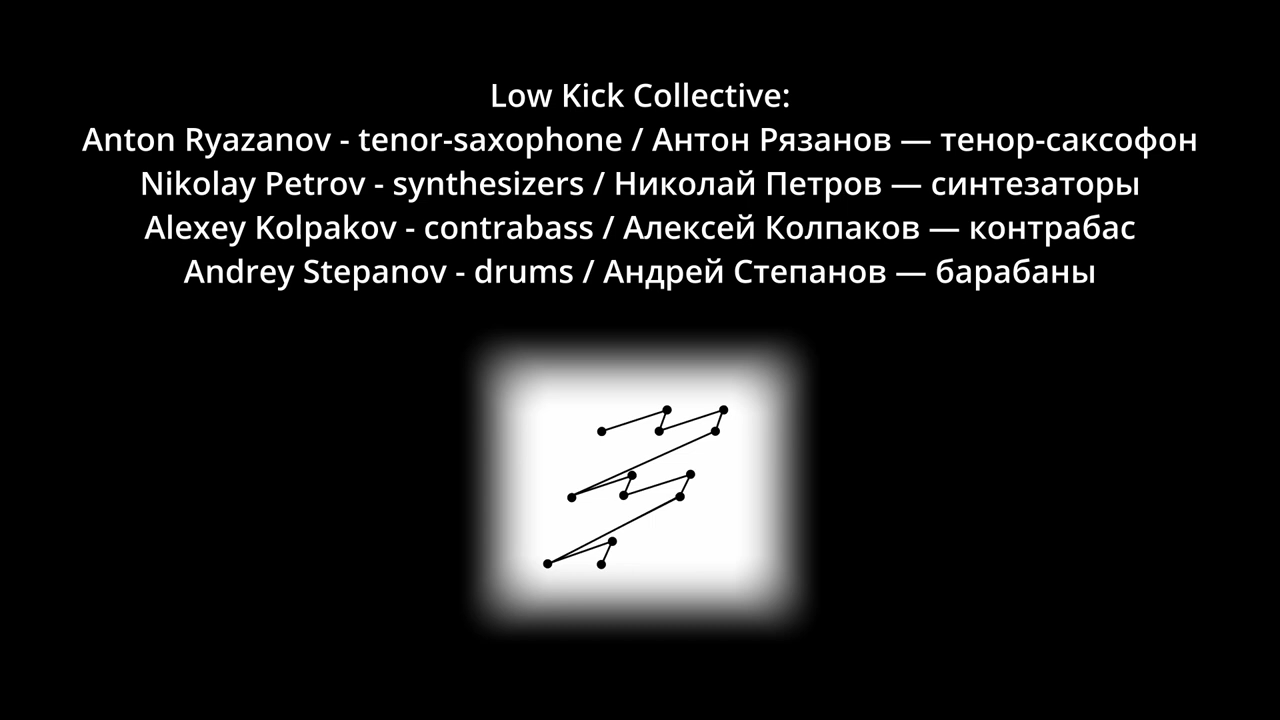 Low Kick Collective:
Anton Ryazanov - tenor-saxophone / Антон Рязанов — тенор-саксофон
Nikolay Petrov - synthesizers / Николай Петров — синтезаторы
Alexey Kolpakov - contrabass / Алексей Колпаков — контрабас
Andrey Stepanov - drums / Андрей Степанов — барабаны